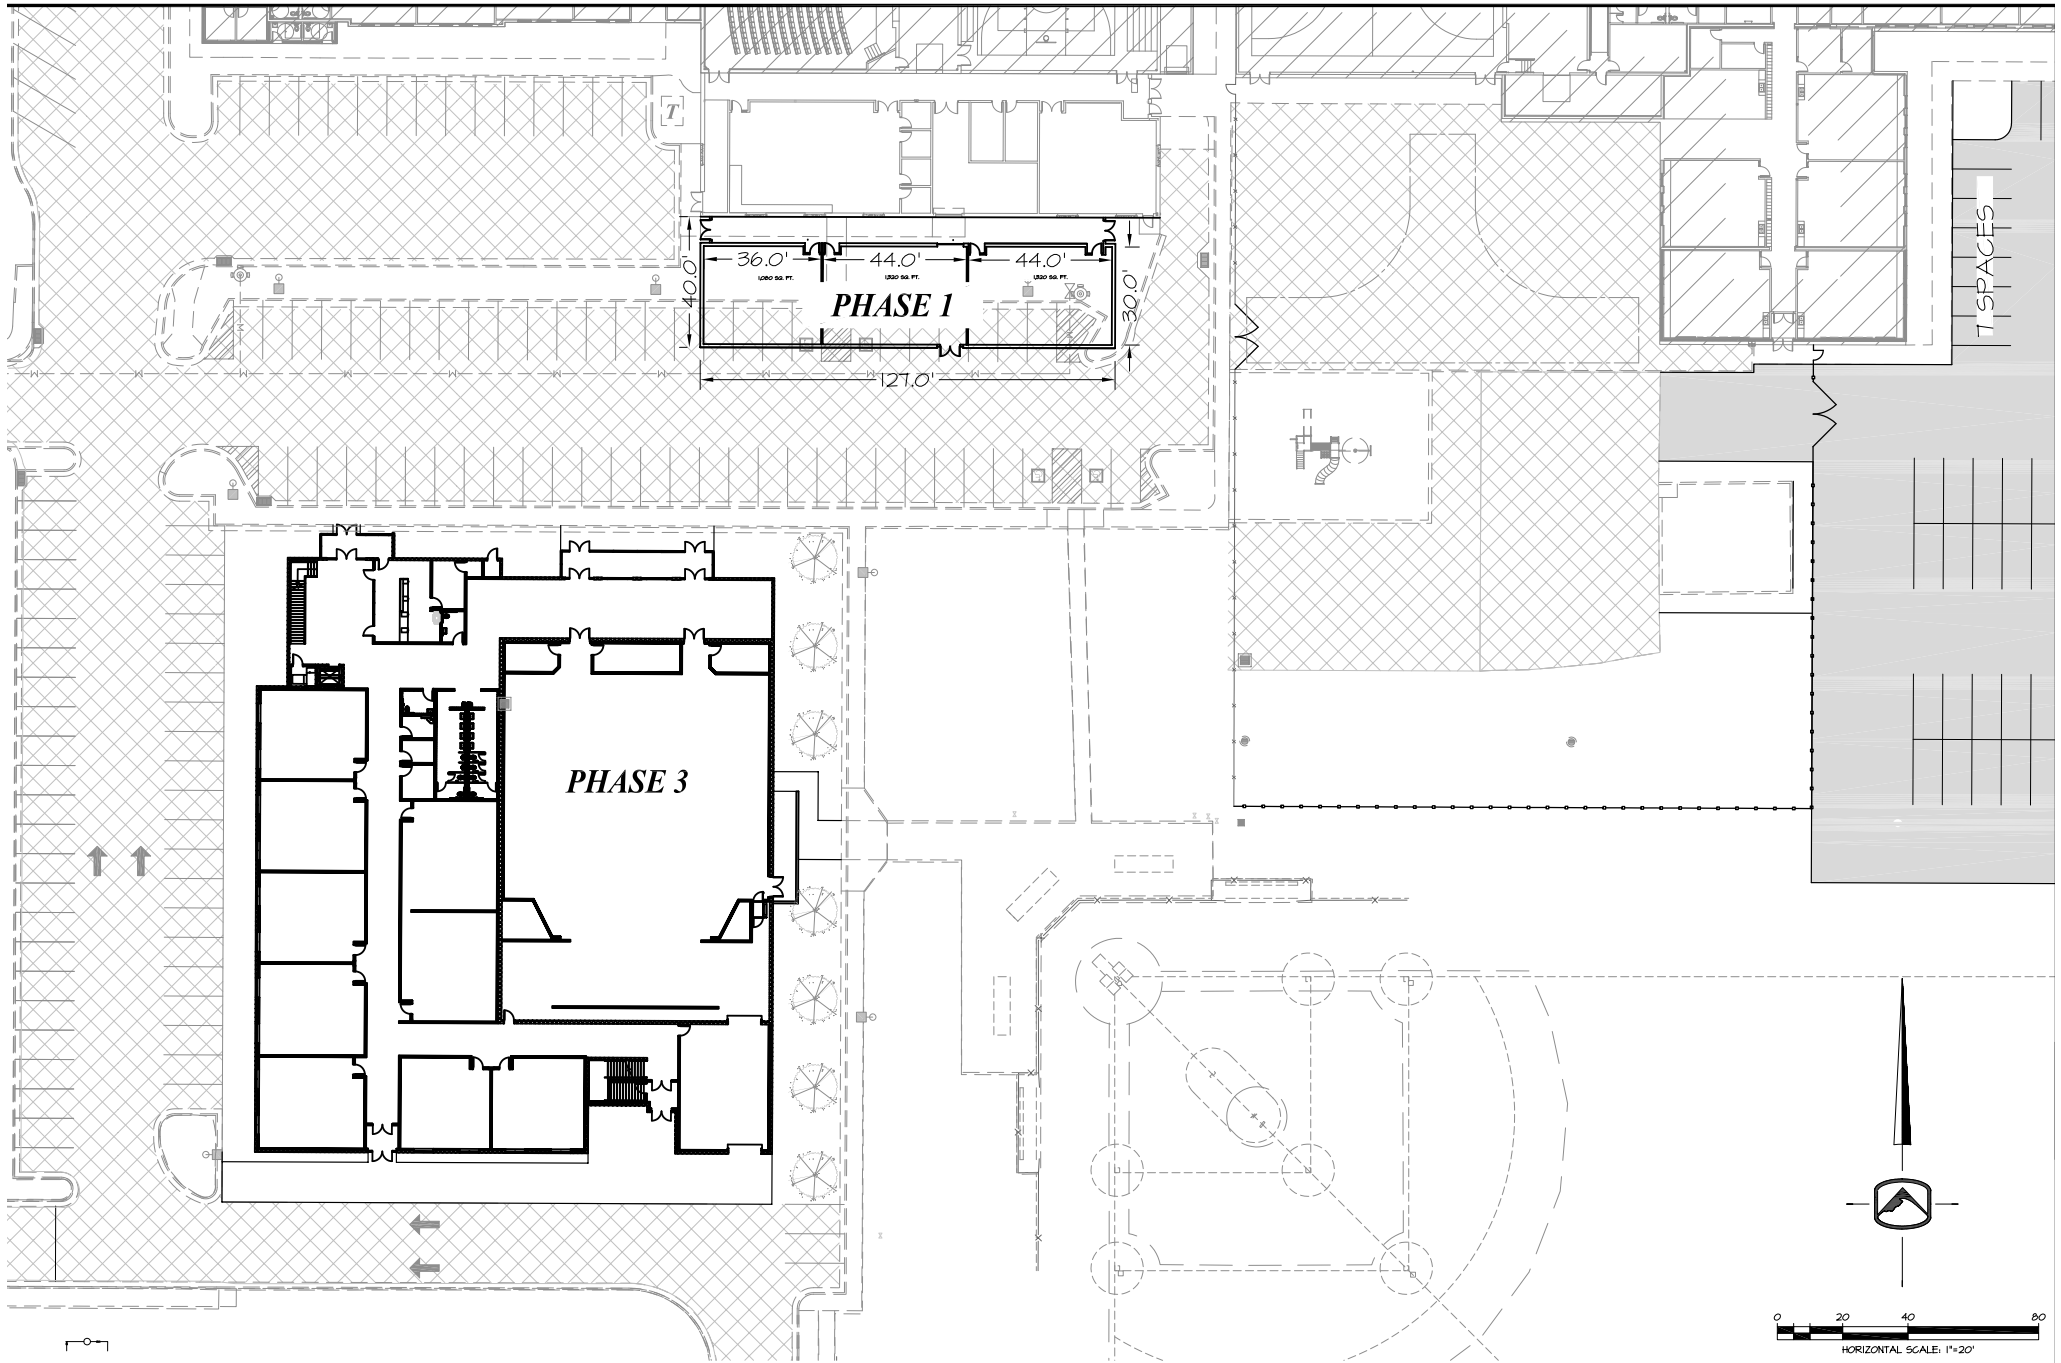 T
36.0'
44.0'
44.0'
1,080 SQ. FT.
1,320 SQ. FT.
1,320 SQ. FT.
40.0'
30.0'
PHASE 1
127.0'
7 SPACES
PHASE 3
0 20 40 80
HORIZONTAL SCALE: 1"=20'